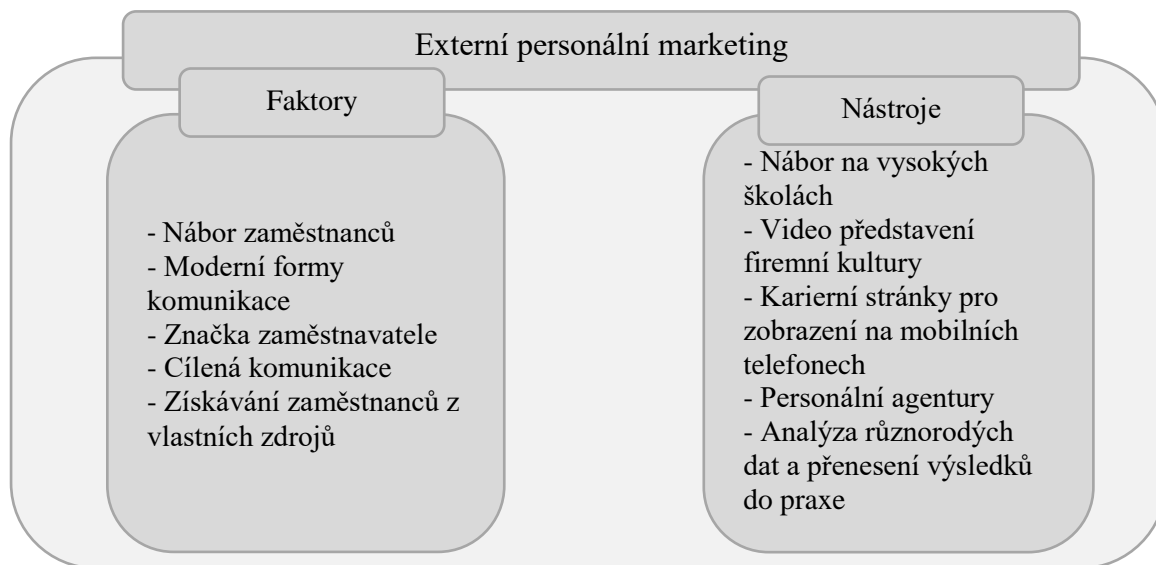 Externí personální marketing
Faktory
- Nábor zaměstnanců
- Moderní formy
komunikace
- Značka zaměstnavatele
- Cílená komunikace
- Získávání zaměstnanců z
vlastních zdrojů
Nástroje
- Nábor na vysokých
školách
- Video představení
firemní kultury
- Karierní stránky pro
zobrazení na mobilních
telefonech
- Personální agentury
- Analýza různorodých
dat a přenesení výsledků
do praxe